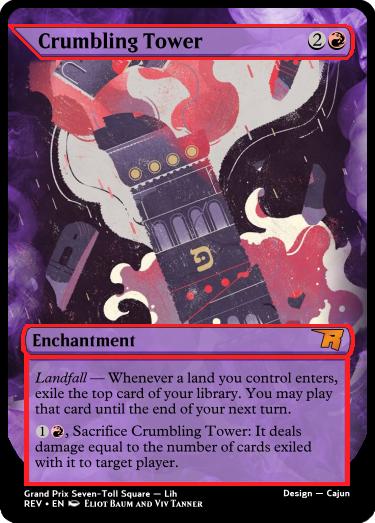 Crumbling Tower 2
Enchantment
Landfall — Whenever a land you control enters,
exile the top card of your library. You may play
that card until the end of your next turn.
1, Sacrifice Crumbling Tower: It deals
damage equal to the number of cards exiled
with it to target player.
Grand Prix Seven-Toll Square — Lih
Design — Cajun
REV • EN Eliot Baum and Viv Tanner